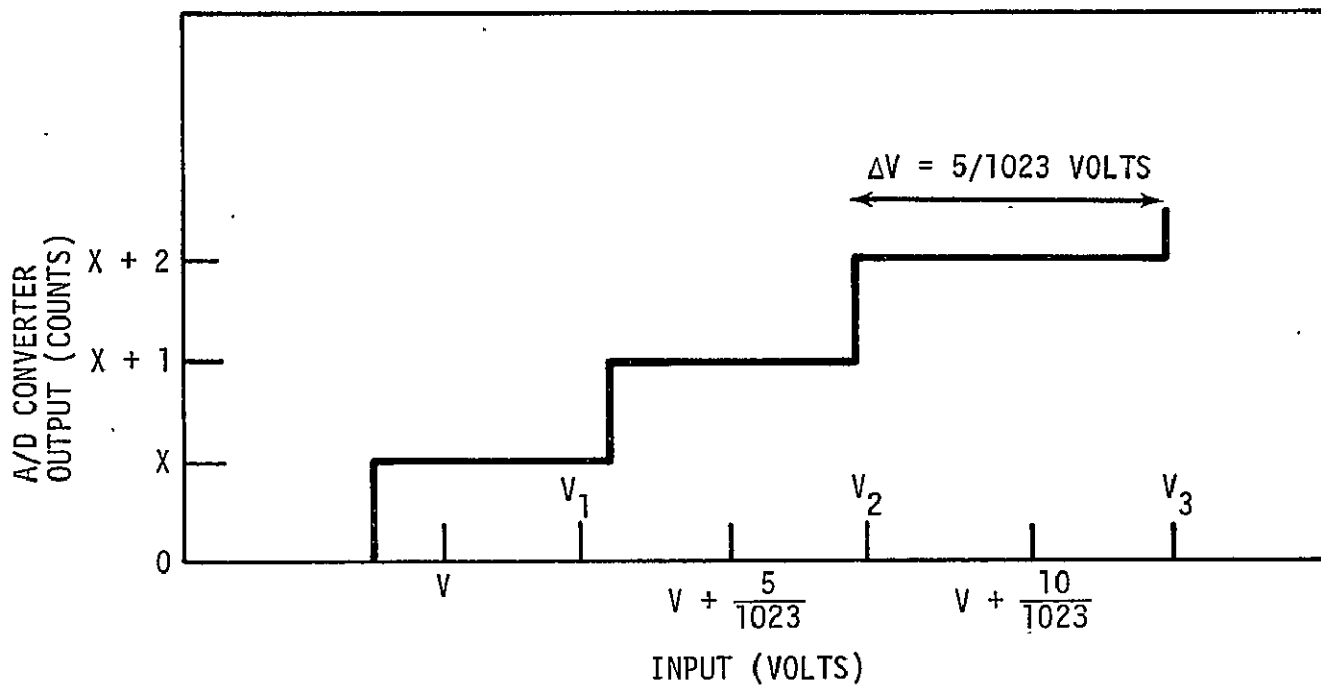 ΔV = 5/1023 VOLTS
A/D CONVERTER
OUTPUT (COUNTS)
X + 2
X + 1
X
0
V₁
V₂
V₃
V
V + 5/1023
V + 10/1023
INPUT (VOLTS)